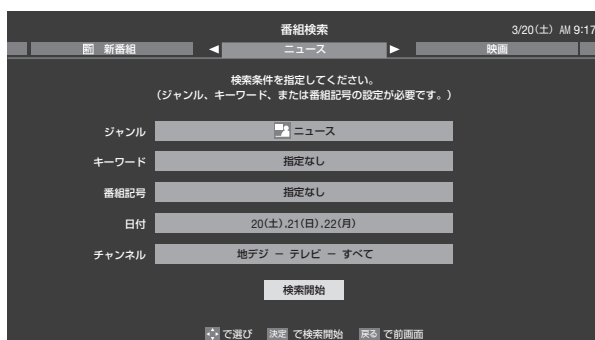 番組検索
3/20(土) AM 9:17
新 新番組 ◀ ニュース ▶ 映画
検索条件を指定してください。
(ジャンル、キーワード、または番組記号の設定が必要です。)
ジャンル ニュース
キーワード 指定なし
番組記号 指定なし
日付 20(土),21(日),22(月)
チャンネル 地デジ − テレビ − すべて
検索開始
で選び 決定 で検索開始 戻る で前画面